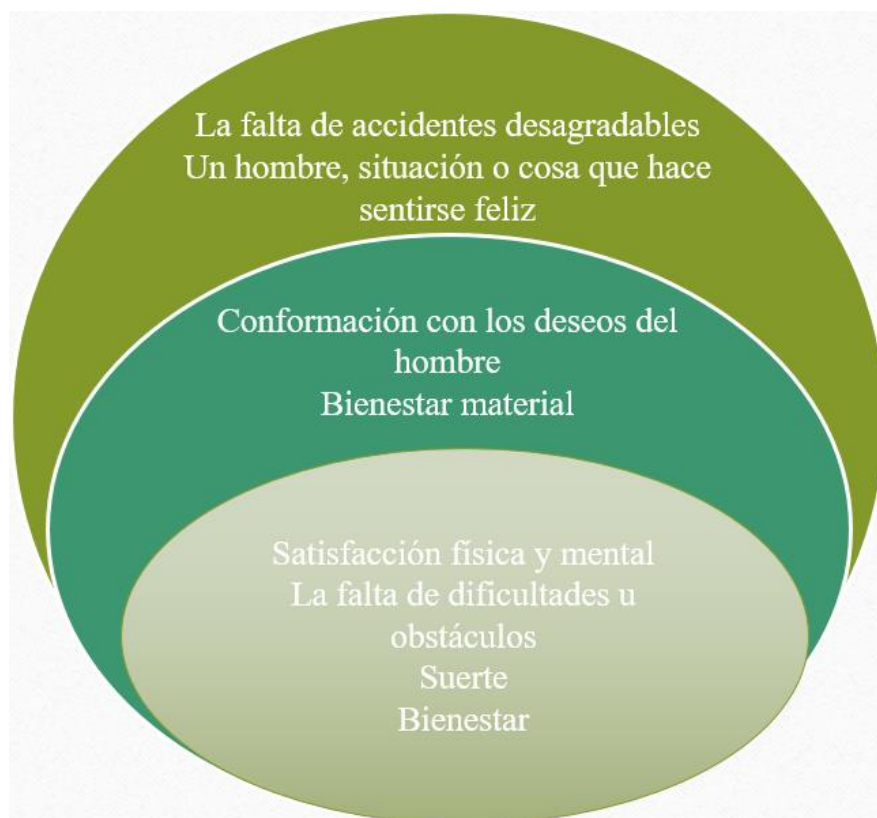 La falta de accidentes desagradables
Un hombre, situación o cosa que hace
sentirse feliz
Conformación con los deseos del
hombre
Bienestar material
Satisfacción física y mental
La falta de dificultades u
obstáculos
Suerte
Bienestar